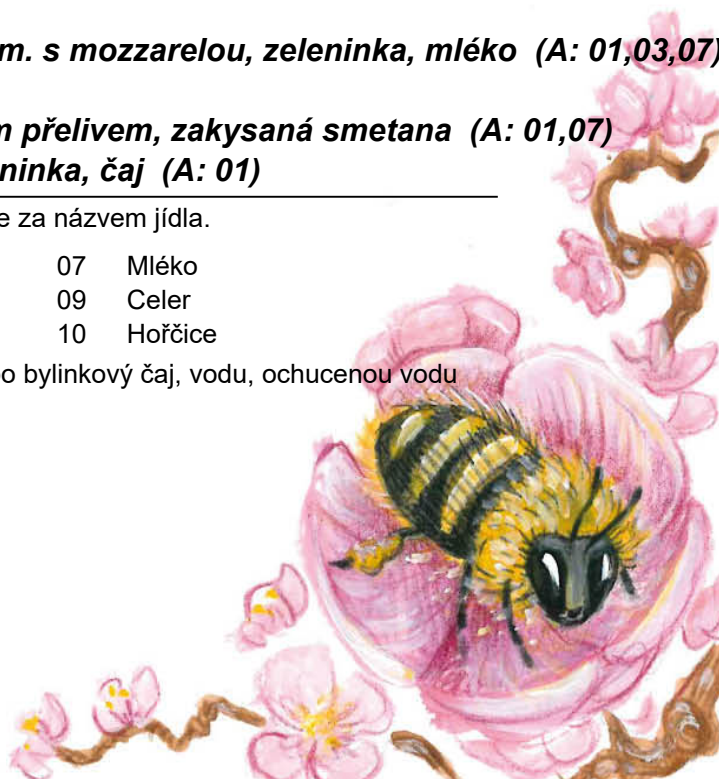 m. s mozzarelou, zeleninka, mléko (A: 01,03,07)
m přelivem, zakysaná smetana (A: 01,07)
ninka, čaj (A: 01)
e za názvem jídla.
07 Mléko
09 Celer
10 Hořčice
o bylinkový čaj, vodu, ochucenou vodu